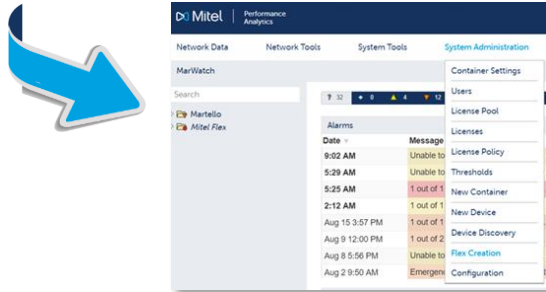 Mitel | Performance Analytics
Network Data Network Tools System Tools System Administration
MarWatch
Search
? 32 0 4 12
Martello
Mitel Flex
Alarms
Date Message
9:02 AM Unable to
5:29 AM Unable to
5:25 AM 1 out of 1
2:12 AM 1 out of 1
Aug 15 3:57 PM 1 out of 1
Aug 9 12:00 PM 1 out of 2
Aug 8 5:56 PM Unable to
Aug 2 9:50 AM Emergen
Container Settings
Users
License Pool
Licenses
License Policy
Thresholds
New Container
New Device
Device Discovery
Flex Creation
Configuration